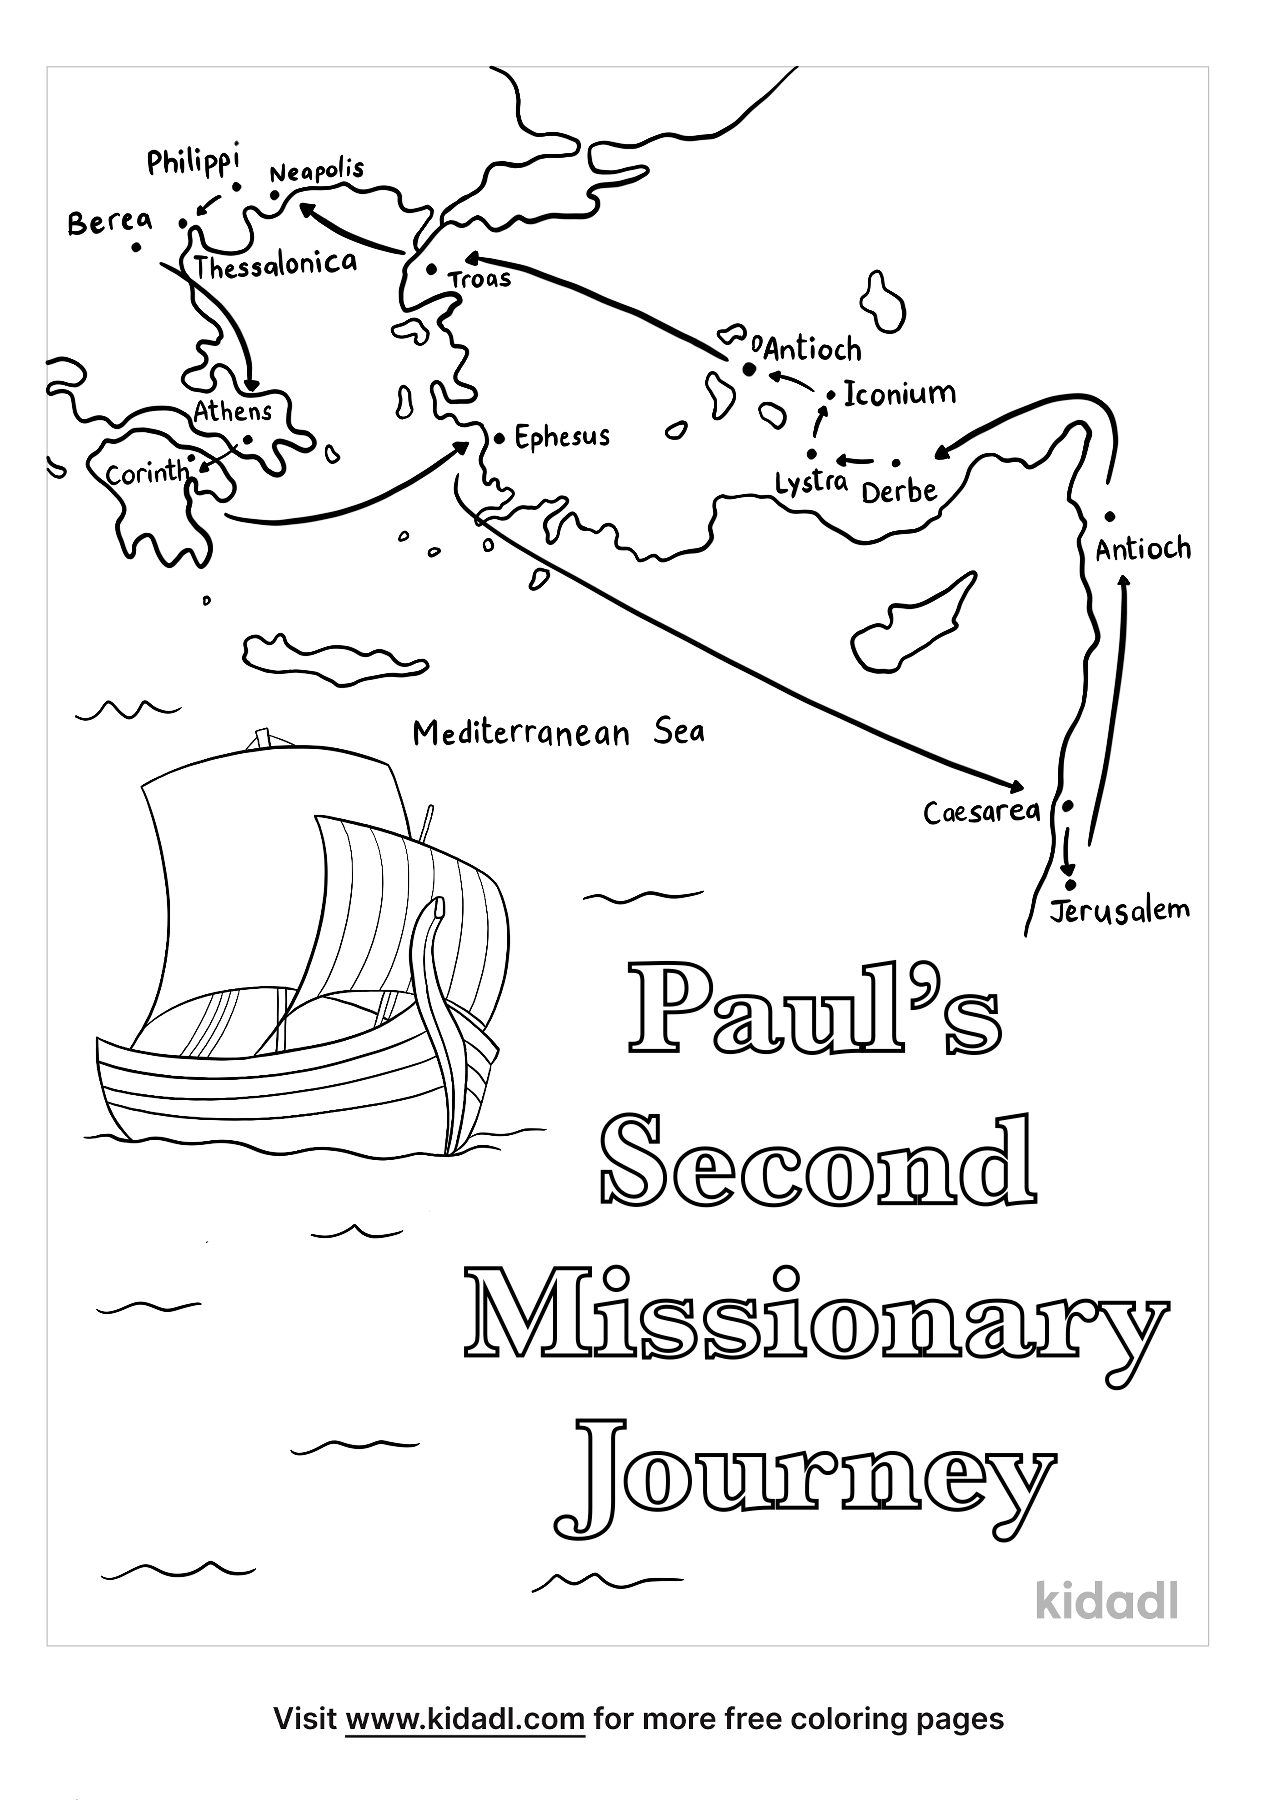 Philippi
Neapolis
Berea
Thessalonica
Troas
Antioch
Iconium
Athens
Ephesus
Corinth
Lystra
Derbe
Antioch
Mediterranean Sea
Caesarea
Jerusalem
Paul's
Second
Missionary
Journey
kidadl
Visit www.kidadl.com for more free coloring pages